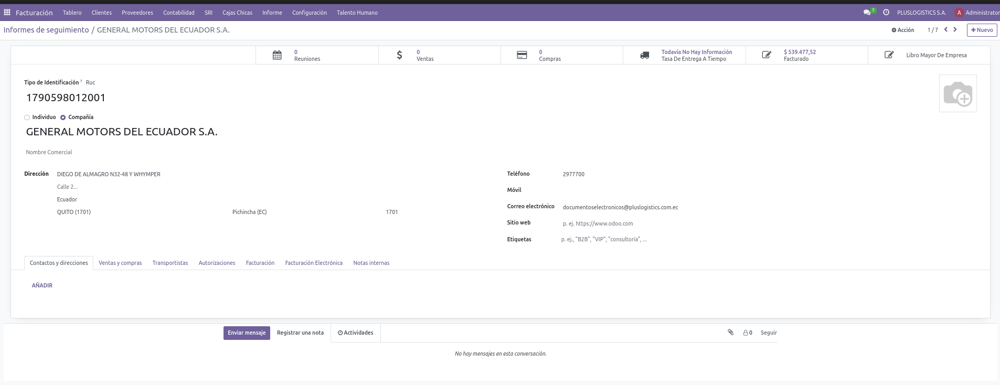 Facturación Tablero Clientes Proveedores Contabilidad SRI Cajas Chicas Informe Configuración Talento Humano 5 PLUSLOGISTICS S.A. A Administrator
Informes de seguimiento / GENERAL MOTORS DEL ECUADOR S.A. Acción 1 / 7 Nuevo
0
Reuniones
0
Ventas
0
Compras
Todavía No Hay Información
Tasa De Entrega A Tiempo
$ 539.477,52
Facturado
Libro Mayor De Empresa
Tipo de Identificación ? Ruc
1790598012001
Individuo Compañía
GENERAL MOTORS DEL ECUADOR S.A.
Nombre Comercial
Dirección DIEGO DE ALMAGRO N32-48 Y WHYMPER
Calle 2...
Ecuador
QUITO (1701) Pichincha (EC) 1701
Teléfono 2977700
Móvil
Correo electrónico documentoselectronicos@pluslogistics.com.ec
Sitio web p. ej. https://www.odoo.com
Etiquetas p. ej., "B2B", "VIP", "consultoría", ...
Contactos y direcciones Ventas y compras Transportistas Autorizaciones Facturación Facturación Electrónica Notas internas
AÑADIR
Enviar mensaje Registrar una nota Actividades 0 Seguir
No hay mensajes en esta conversación.